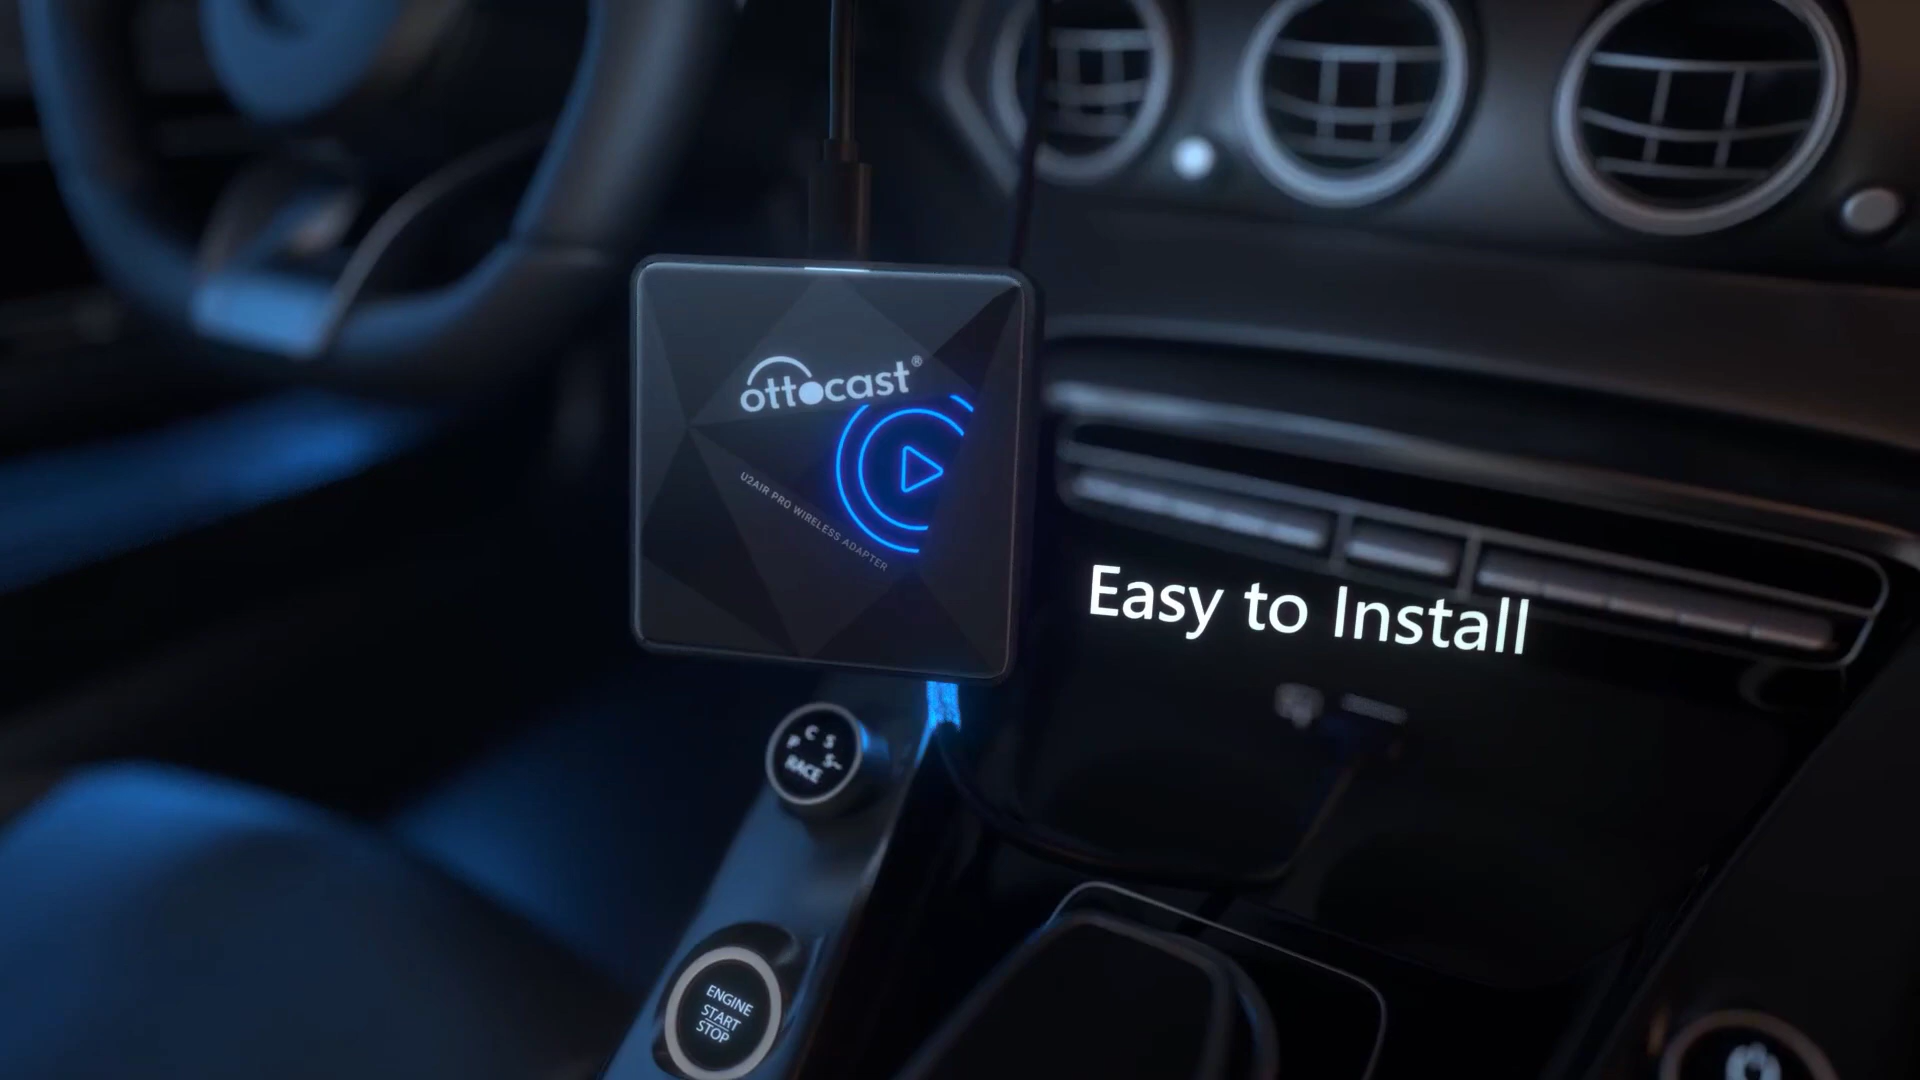 ottocast®
U2AIR PRO WIRELESS ADAPTER
Easy to Install
C S
P S+
RACE
ENGINE
START
STOP